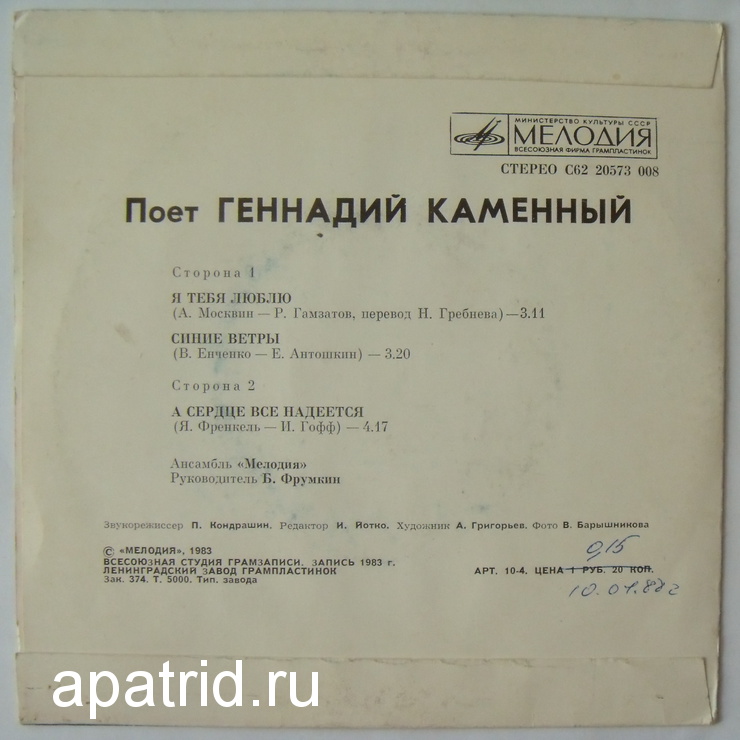 МИНИСТЕРСТВО КУЛЬТУРЫ СССР
МЕЛОДИЯ
ВСЕСОЮЗНАЯ ФИРМА ГРАМПЛАСТИНОК
СТЕРЕО С62 20573 008
Поет ГЕННАДИЙ КАМЕННЫЙ
Сторона 1
Я ТЕБЯ ЛЮБЛЮ
(А. Москвин — Р. Гамзатов, перевод Н. Гребнева) — 3.11
СИНИЕ ВЕТРЫ
(В. Енченко — Е. Антошкин) — 3.20
Сторона 2
А СЕРДЦЕ ВСЕ НАДЕЕТСЯ
(Я. Френкель — И. Гофф) — 4.17
Ансамбль «Мелодия»
Руководитель Б. Фрумкин
Звукорежиссер П. Кондрашин. Редактор И. Йотко. Художник А. Григорьев. Фото В. Барышникова
© «МЕЛОДИЯ», 1983
ВСЕСОЮЗНАЯ СТУДИЯ ГРАМЗАПИСИ. ЗАПИСЬ 1983 г.
ЛЕНИНГРАДСКИЙ ЗАВОД ГРАМПЛАСТИНОК
Зак. 374. Т. 5000. Тип. завода
0,15
АРТ. 10-4. ЦЕНА 1 РУБ. 20 КОП.
10.01.88г
apatrid.ru